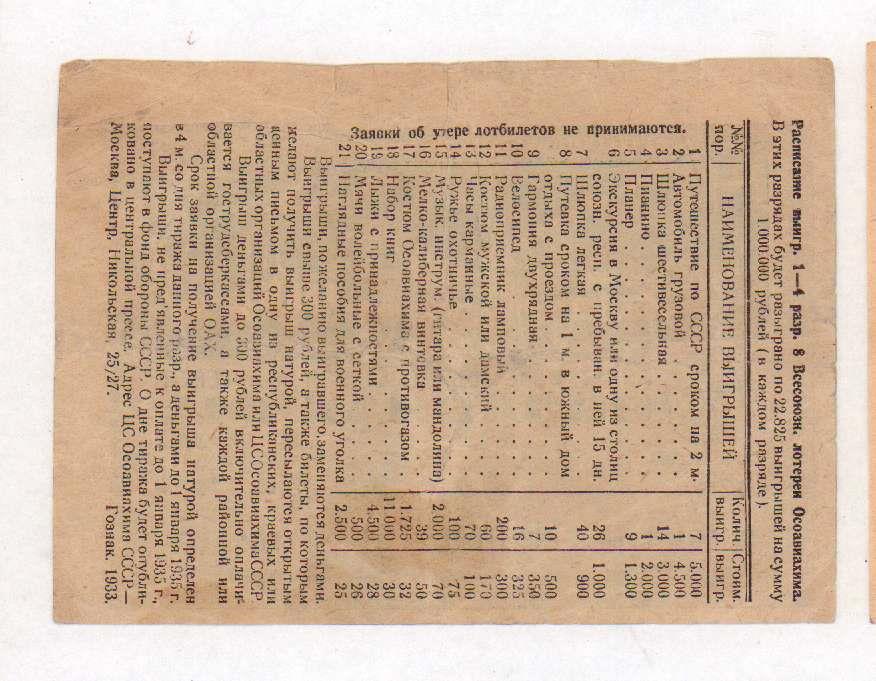 Расписание выигр. 1—4 разр. 8 Всесоюзн. лотереи Осоавиахима.
В этих разрядах будет разыграно по 22.825 выигрышей на сумму
1.000.000 рублей (в каждом разряде).
№№ пор. НАИМЕНОВАНИЕ ВЫИГРЫШЕЙ Колич. выигр. Стоим. выигр.
1 Путешествие по СССР сроком на 2 м. 7 5.000
2 Автомобиль грузовой . . . . 1 4.500
3 Шлюпка шестивесельная . . . . 14 3.000
4 Пианино . . . . 1 2.000
5 Планер . . . . 9 1.300
6 Экскурсия в Москву или одну из столиц
союзн. респ. с пребыван. в ней 15 дн. 26 1.000
7 Шлюпка легкая . . . . 40 900
8 Путевка сроком на 1 м. в южный дом
отдыха с проездом . . . . 10 500
9 Гармония двухрядная . . . . 7 350
10 Велосипед . . . . 16 325
11 Радиоприемник ламповый . . . . 200 300
12 Костюм мужской или дамский . . . . 60 170
13 Часы карманные . . . . 70 100
14 Ружье охотничье . . . . 100 75
15 Музык. инструм. (гитара или мандолина) 2.000 70
16 Мелко-калиберная винтовка . . . . 39 50
17 Костюм Осоавиахима с противогазом 1.725 32
18 Набор книг . . . . 11 000 30
19 Лыжи с принадлежностами . . . . 4.500 28
20 Мячи волейбольные с сеткой . . . . 500 26
21 Наглядные пособия для военного уголка 2.500 25
Заявки об утере лотбилетов не принимаются.
Выигрыши, по желанию выигравшего, заменяются деньгами.
Выигрыши свыше 300 рублей, а также билеты, по которым
желают получить выигрыш натурой, пересылаются открытым
ценным письмом в одну из республиканских, краевых или
областных организаций Осоавиахима или ЦС Осоавиахима СССР.
Выигрыш деньгами до 300 рублей включительно оплачи-
вается гострудсберкассами, а также каждой районной или
областной организацией ОАХ.
Срок заявки на получение выигрыша натурой определен
в 4 м. со дня тиража данного разр., а деньгами до 1 января 1935 г.
Выигрыши, не пред'явленные к оплате до 1 января 1935 г.,
поступают в фонд обороны СССР. О дне тиража будет опубли-
ковано в центральной прессе. Адрес ЦС Осоавиахима СССР—
Москва, Центр, Никольская, 25/27.
Гознак. 1933.